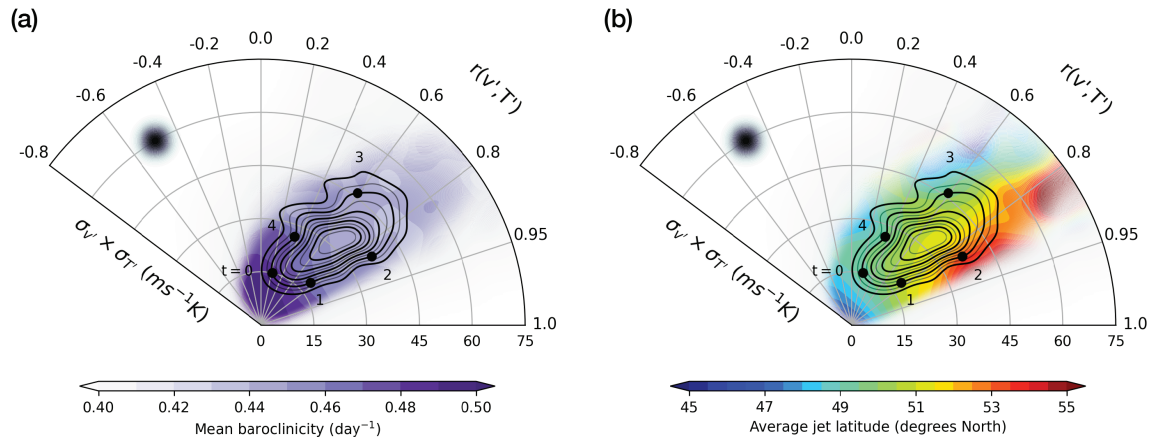 (a)
-0.8
-0.6
-0.4
-0.2
0.0
0.2
0.4
0.6
0.8
0.95
1.0
r(v',T')
σv' × σT' (ms⁻¹K)
t = 0
1
2
3
4
0 15 30 45 60 75
0.40 0.42 0.44 0.46 0.48 0.50
Mean baroclinicity (day⁻¹)
(b)
-0.8
-0.6
-0.4
-0.2
0.0
0.2
0.4
0.6
0.8
0.95
1.0
r(v',T')
σv' × σT' (ms⁻¹K)
t = 0
1
2
3
4
0 15 30 45 60 75
45 47 49 51 53 55
Average jet latitude (degrees North)